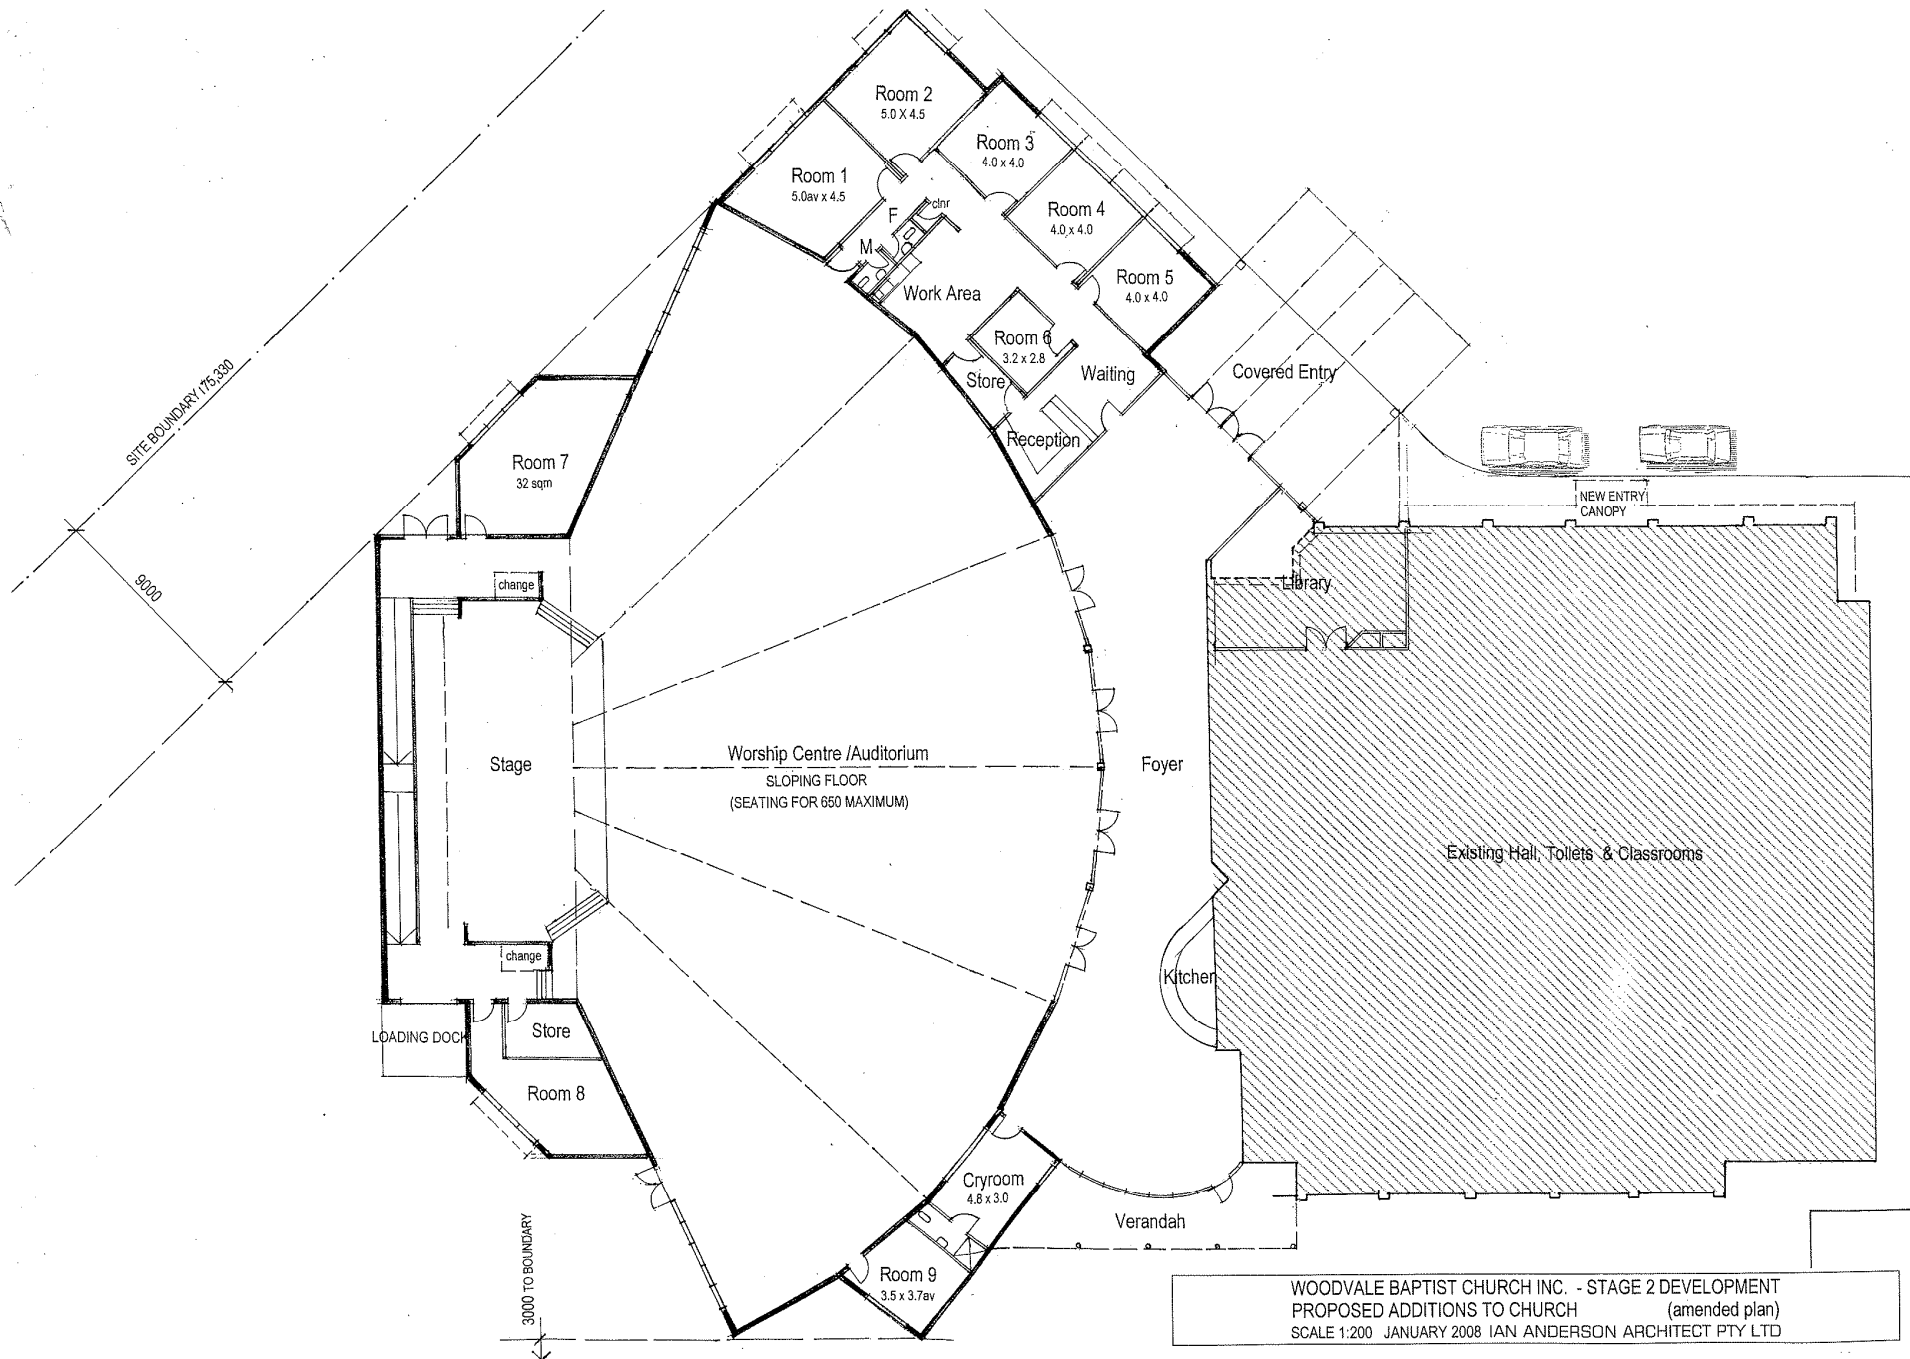 Room 2
5.0 X 4.5
Room 3
4.0 x 4.0
Room 1
5.0av x 4.5
Room 4
4.0 x 4.0
F
clnr
M
Room 5
4.0 x 4.0
Work Area
Room 6
3.2 x 2.8
Store
Waiting
Covered Entry
Reception
SITE BOUNDARY 175,330
9000
Room 7
32 sqm
NEW ENTRY
CANOPY
change
Library
Stage
Worship Centre /Auditorium
SLOPING FLOOR
(SEATING FOR 650 MAXIMUM)
Foyer
Existing Hall, Toilets & Classrooms
change
Kitchen
LOADING DOCK
Store
Room 8
Cryroom
4.8 x 3.0
Verandah
Room 9
3.5 x 3.7av
3000 TO BOUNDARY
WOODVALE BAPTIST CHURCH INC. - STAGE 2 DEVELOPMENT
PROPOSED ADDITIONS TO CHURCH (amended plan)
SCALE 1:200 JANUARY 2008 IAN ANDERSON ARCHITECT PTY LTD